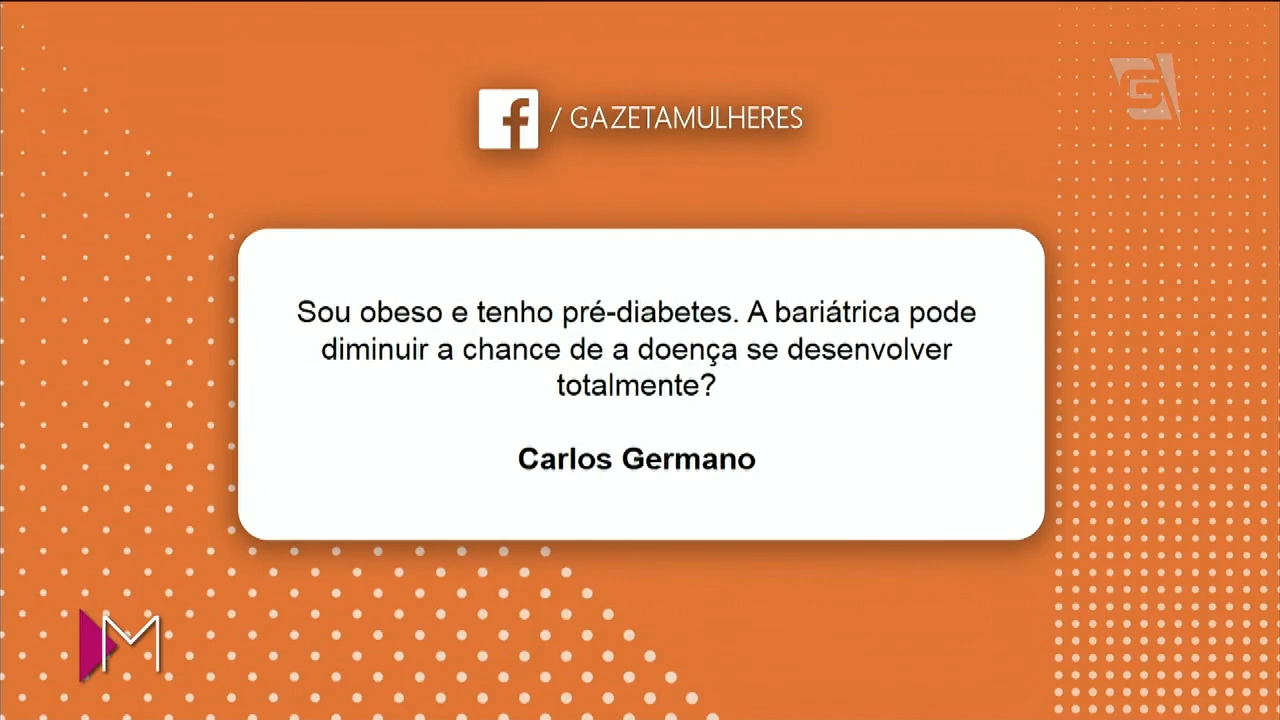 / GAZETAMULHERES
Sou obeso e tenho pré-diabetes. A bariátrica pode
diminuir a chance de a doença se desenvolver
totalmente?
Carlos Germano
M